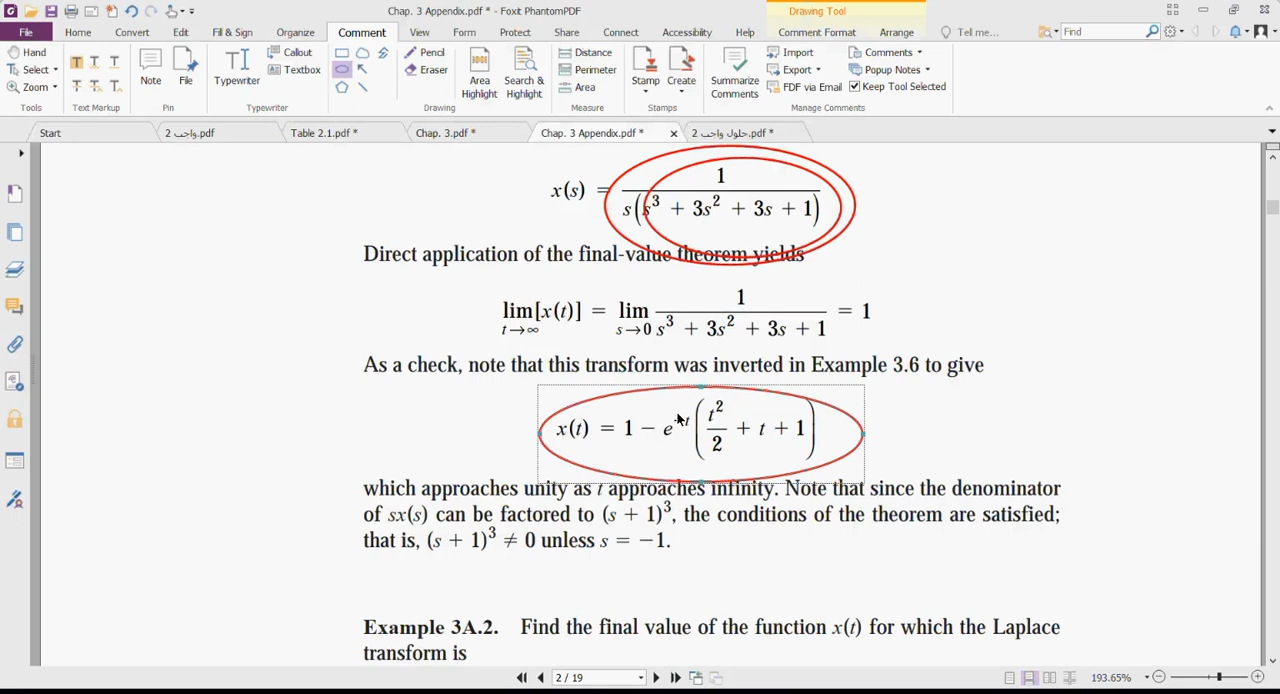 Chap. 3 Appendix.pdf * - Foxit PhantomPDF
Drawing Tool
File Home Convert Edit Fill & Sign Organize Comment View Form Protect Share Connect Accessibility Help Comment Format Arrange Tell me... Find
Hand
Select
Zoom
Tools
T T T
T T T
Text Markup
Note
File
Pin
Typewriter
Callout
Textbox
Typewriter
Pencil
Eraser
Drawing
Area Highlight
Search & Highlight
Distance
Perimeter
Area
Measure
Stamp
Create
Stamps
Summarize Comments
Import
Export
FDF via Email
Comments
Popup Notes
Keep Tool Selected
Manage Comments
Start
واجب 2.pdf
Table 2.1.pdf *
Chap. 3.pdf *
Chap. 3 Appendix.pdf *
حلول واجب 2.pdf *
x(s) = 1 / s(s³ + 3s² + 3s + 1)
Direct application of the final-value theorem yields
lim[x(t)] t→∞ = lim s→0 1 / s³ + 3s² + 3s + 1 = 1
As a check, note that this transform was inverted in Example 3.6 to give
x(t) = 1 − e⁻ᵗ(t²/2 + t + 1)
which approaches unity as t approaches infinity. Note that since the denominator
of sx(s) can be factored to (s + 1)³, the conditions of the theorem are satisfied;
that is, (s + 1)³ ≠ 0 unless s = −1.
Example 3A.2. Find the final value of the function x(t) for which the Laplace
transform is
2 / 19
193.65%